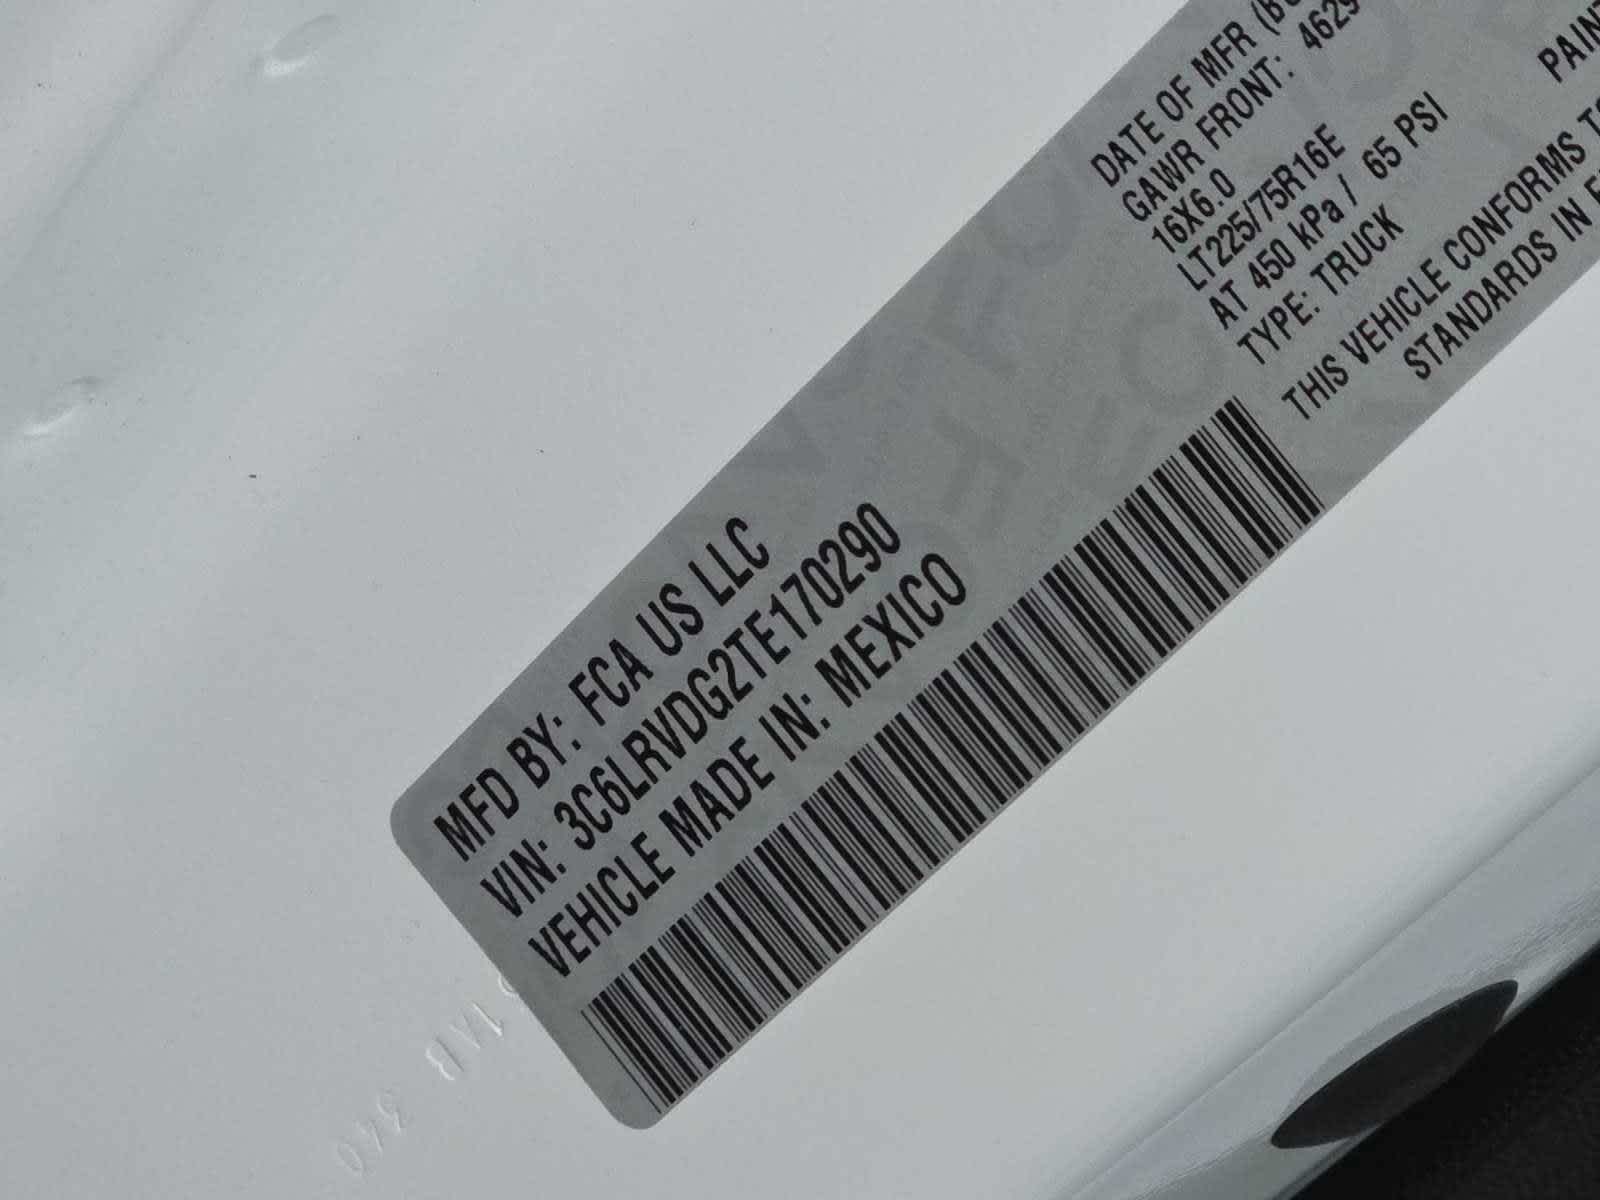 MFD BY: FCA US LLC
VIN: 3C6LRVDG2TE170290
VEHICLE MADE IN: MEXICO
DATE OF MFR
GAWR FRONT: 4629
16X6.0
LT225/75R16E
AT 450 kPa / 65 PSI
TYPE: TRUCK
THIS VEHICLE CONFORMS
STANDARDS IN
340